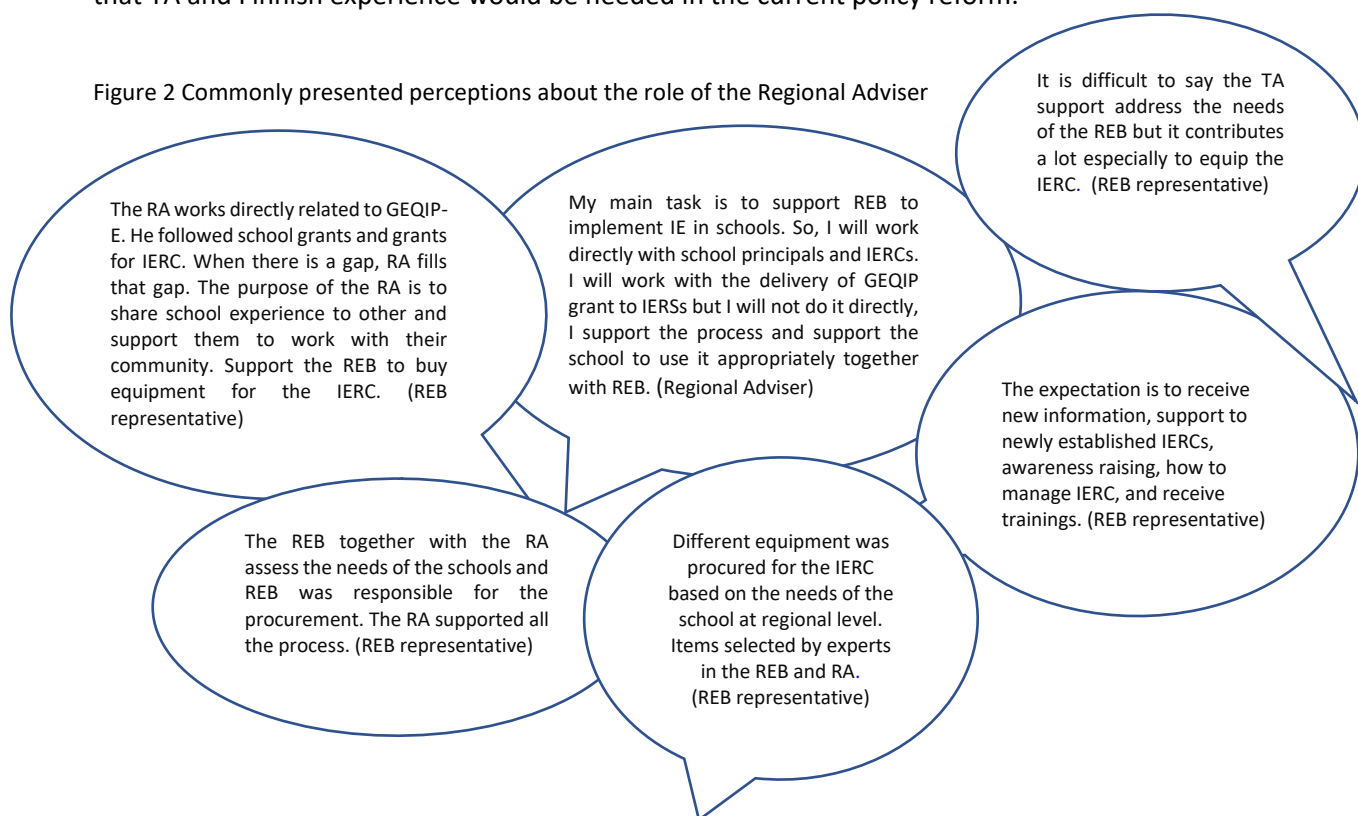 that TA and Finnish experience would be needed in the current policy reform.
Figure 2 Commonly presented perceptions about the role of the Regional Adviser
The RA works directly related to GEQIP-
E. He followed school grants and grants
for IERC. When there is a gap, RA fills
that gap. The purpose of the RA is to
share school experience to other and
support them to work with their
community. Support the REB to buy
equipment for the IERC. (REB
representative)
My main task is to support REB to
implement IE in schools. So, I will work
directly with school principals and IERCs.
I will work with the delivery of GEQIP
grant to IERSs but I will not do it directly,
I support the process and support the
school to use it appropriately together
with REB. (Regional Adviser)
It is difficult to say the TA
support address the needs
of the REB but it contributes
a lot especially to equip the
IERC. (REB representative)
The expectation is to receive
new information, support to
newly established IERCs,
awareness raising, how to
manage IERC, and receive
trainings. (REB representative)
The REB together with the RA
assess the needs of the schools and
REB was responsible for the
procurement. The RA supported all
the process. (REB representative)
Different equipment was
procured for the IERC
based on the needs of the
school at regional level.
Items selected by experts
in the REB and RA.
(REB representative)